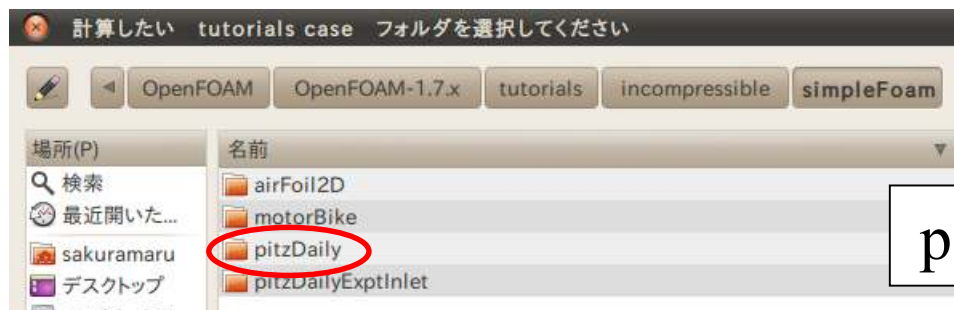 計算したい tutorials case フォルダを選択してください
OpenFOAM OpenFOAM-1.7.x tutorials incompressible simpleFoam
場所(P) 名前
検索 airFoil2D
最近開いた... motorBike
sakuramaru pitzDaily
デスクトップ pitzDailyExptInlet
p